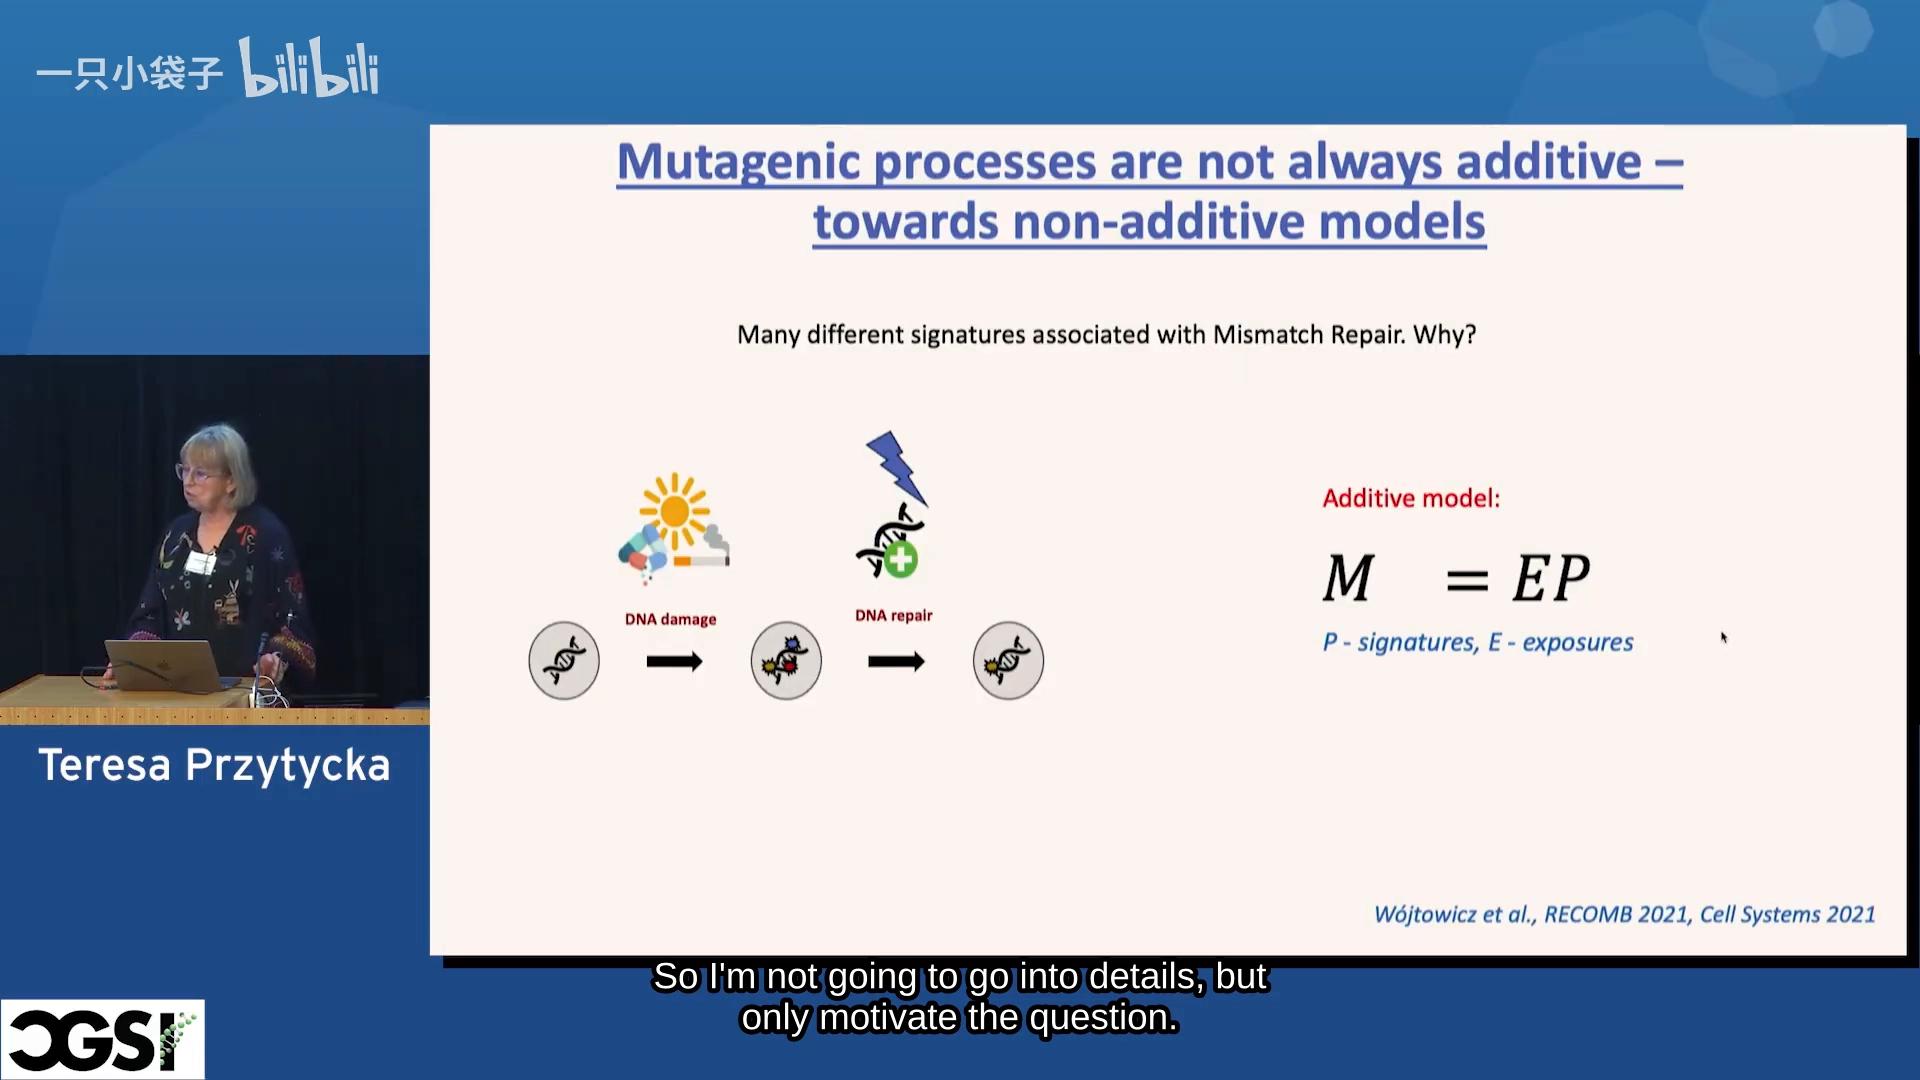 一只小袋子 bilibili
Mutagenic processes are not always additive –
towards non-additive models
Many different signatures associated with Mismatch Repair. Why?
Additive model:
M = EP
P - signatures, E - exposures
DNA damage
DNA repair
Wójtowicz et al., RECOMB 2021, Cell Systems 2021
Teresa Przytycka
So I'm not going to go into details, but
only motivate the question.
CGSI